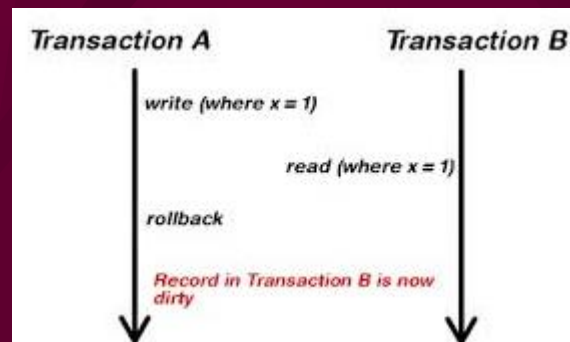 Transaction A
Transaction B
write (where x = 1)
read (where x = 1)
rollback
Record in Transaction B is now
dirty